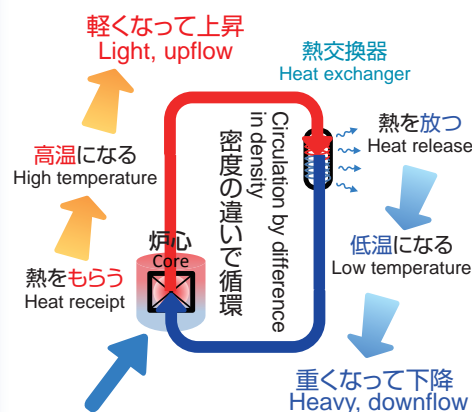 軽くなって上昇
Light, upflow
熱交換器
Heat exchanger
熱を放つ
Heat release
高温になる
High temperature
密度の違いで循環
Circulation by difference
in density
炉心
Core
低温になる
Low temperature
熱をもらう
Heat receipt
重くなって下降
Heavy, downflow